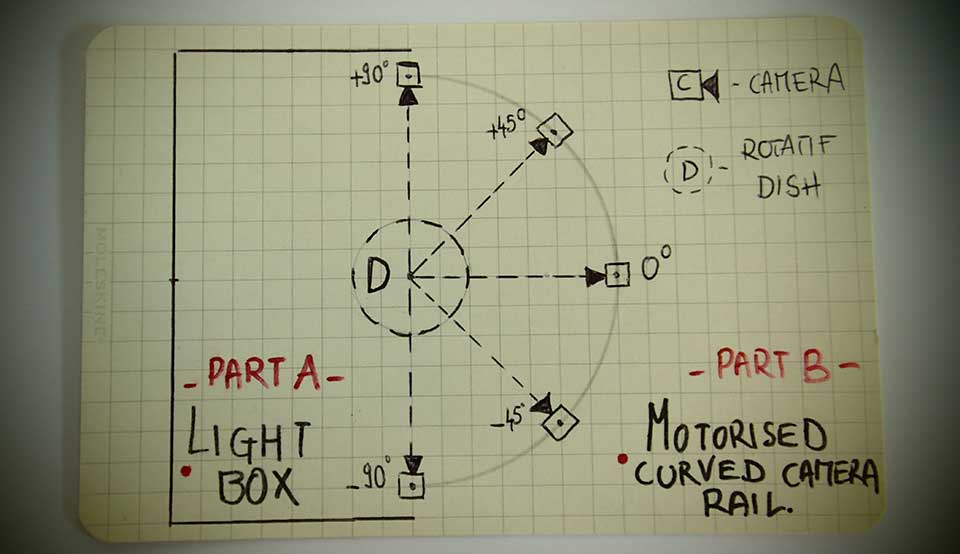 +90°
+45°
C - CAMERA
D - ROTATIF
DISH
D
0°
- PART A -
LIGHT
BOX
-45°
-90°
- PART B -
MOTORISED
CURVED CAMERA
RAIL.
MOLESKINE